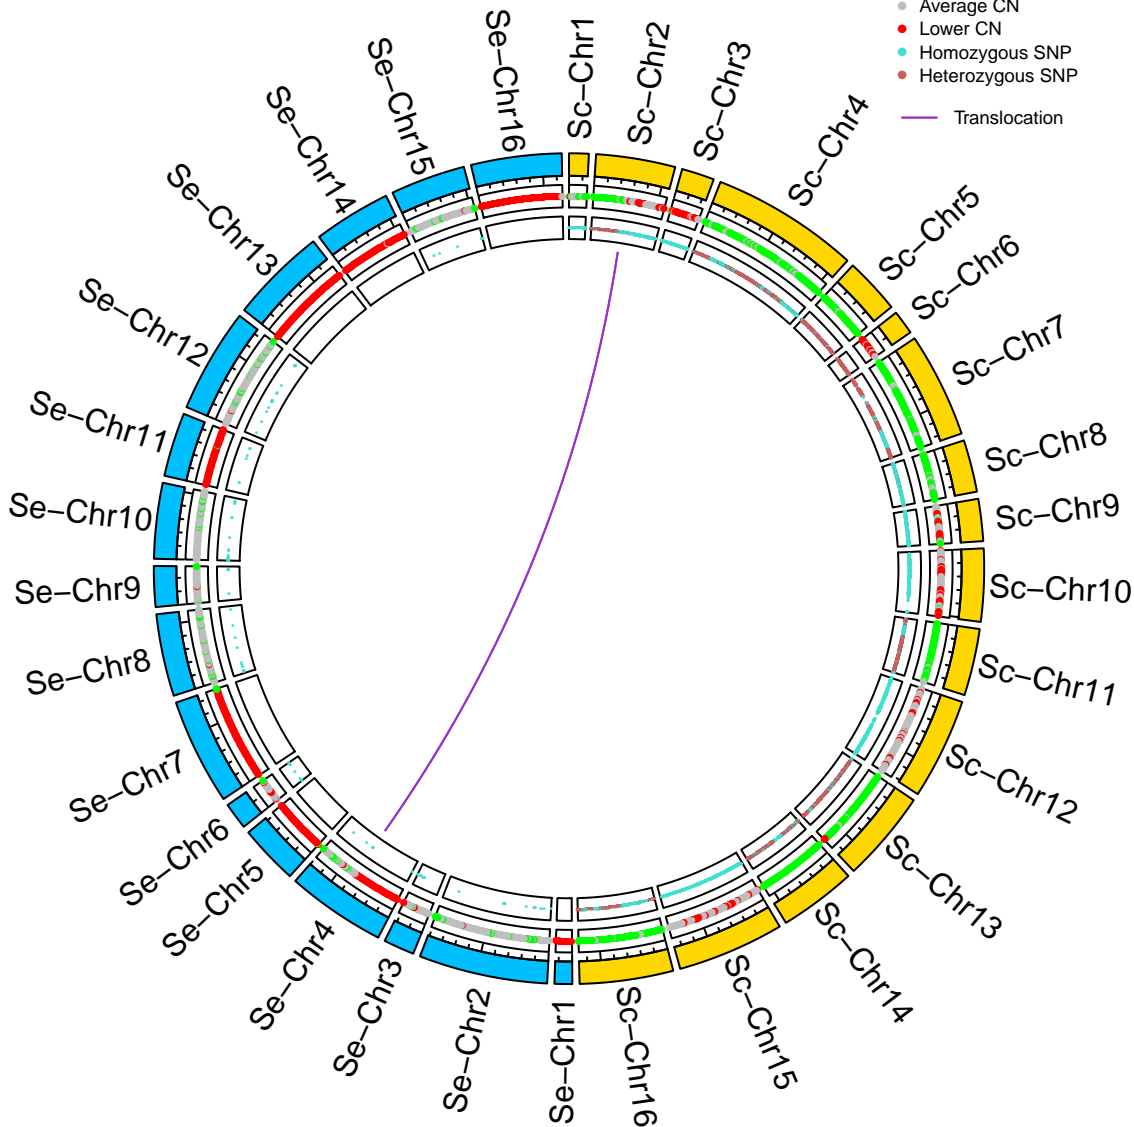 Average CN
Lower CN
Homozygous SNP
Heterozygous SNP
Translocation
Sc–Chr1
Sc–Chr2
Sc–Chr3
Sc–Chr4
Sc–Chr5
Sc–Chr6
Sc–Chr7
Sc–Chr8
Sc–Chr9
Sc–Chr10
Sc–Chr11
Sc–Chr12
Sc–Chr13
Sc–Chr14
Sc–Chr15
Sc–Chr16
Se–Chr1
Se–Chr2
Se–Chr3
Se–Chr4
Se–Chr5
Se–Chr6
Se–Chr7
Se–Chr8
Se–Chr9
Se–Chr10
Se–Chr11
Se–Chr12
Se–Chr13
Se–Chr14
Se–Chr15
Se–Chr16